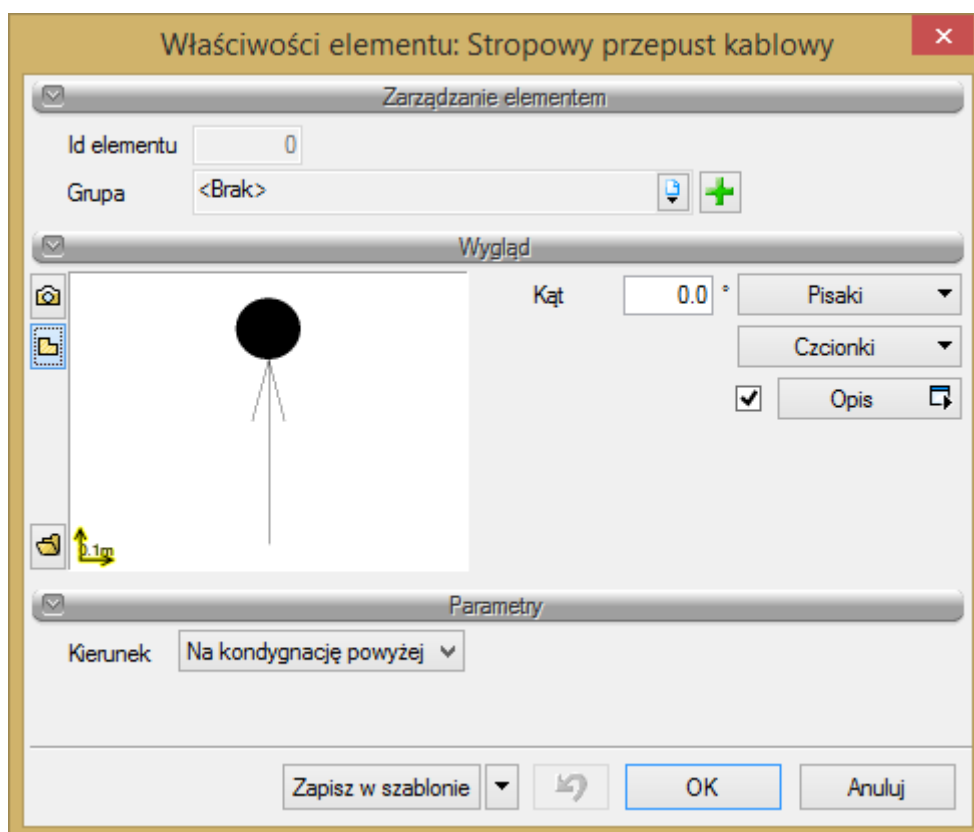 Właściwości elementu: Stropowy przepust kablowy
Zarządzanie elementem
Id elementu 0
Grupa <Brak>
Wygląd
Kąt 0.0 ° Pisaki
Czcionki
Opis
0.1m
Parametry
Kierunek Na kondygnację powyżej
Zapisz w szablonie OK Anuluj